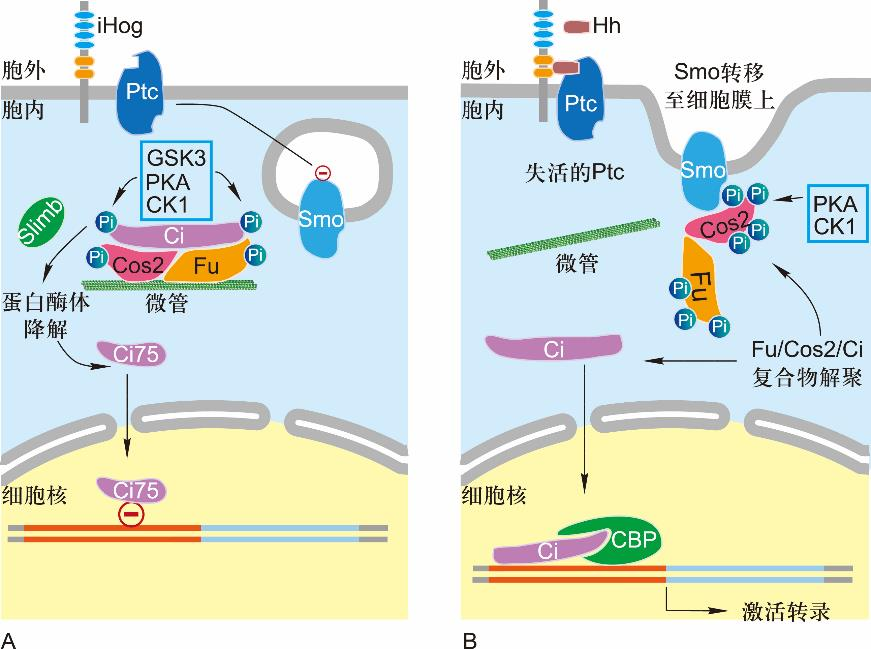 iHog
胞外
胞内
Ptc
GSK3
PKA
CK1
Slimb
Pi
Pi
Ci
Pi
Cos2
Fu
Pi
Smo
微管
蛋白酶体
降解
Ci75
细胞核
Ci75
A
Hh
胞外
胞内
Ptc
Smo转移
至细胞膜上
失活的Ptc
Smo
Pi
Pi
Cos2
Pi
Pi
PKA
CK1
微管
Fu
Pi
Pi
Pi
Ci
Fu/Cos2/Ci
复合物解聚
细胞核
Ci
CBP
激活转录
B